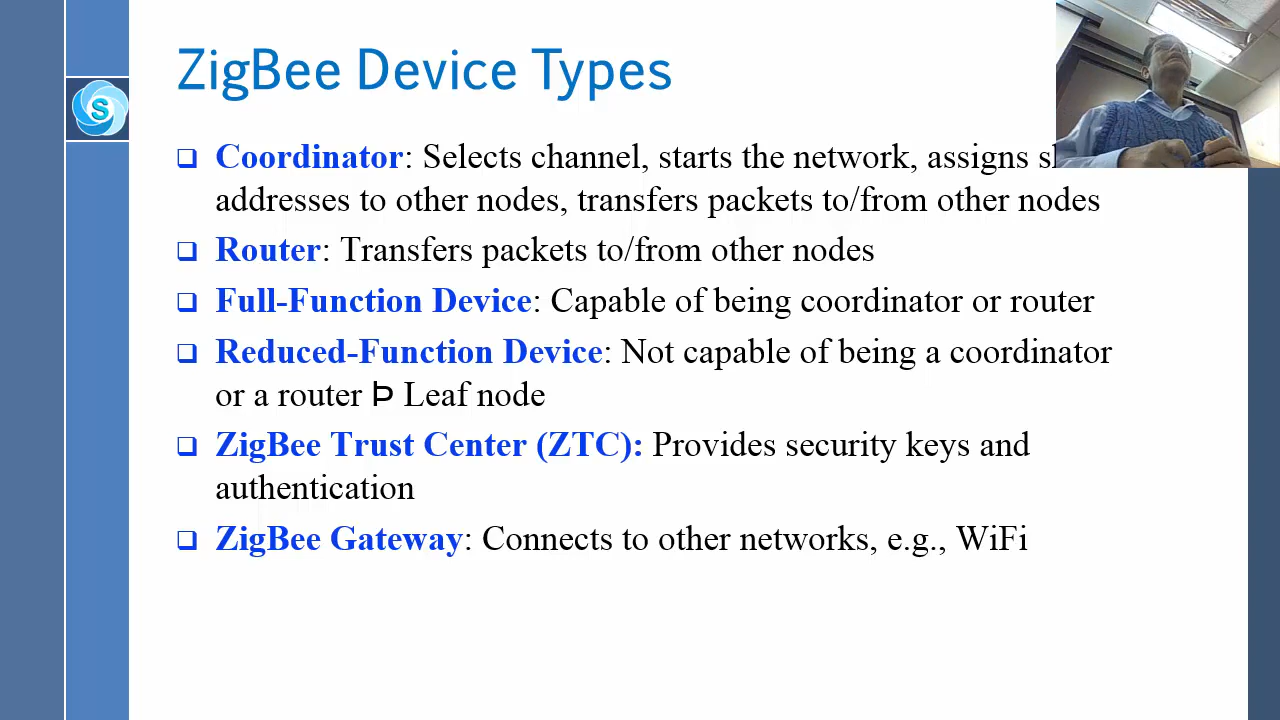 ZigBee Device Types
S
Coordinator: Selects channel, starts the network, assigns
addresses to other nodes, transfers packets to/from other nodes
Router: Transfers packets to/from other nodes
Full-Function Device: Capable of being coordinator or router
Reduced-Function Device: Not capable of being a coordinator
or a router Þ Leaf node
ZigBee Trust Center (ZTC): Provides security keys and
authentication
ZigBee Gateway: Connects to other networks, e.g., WiFi